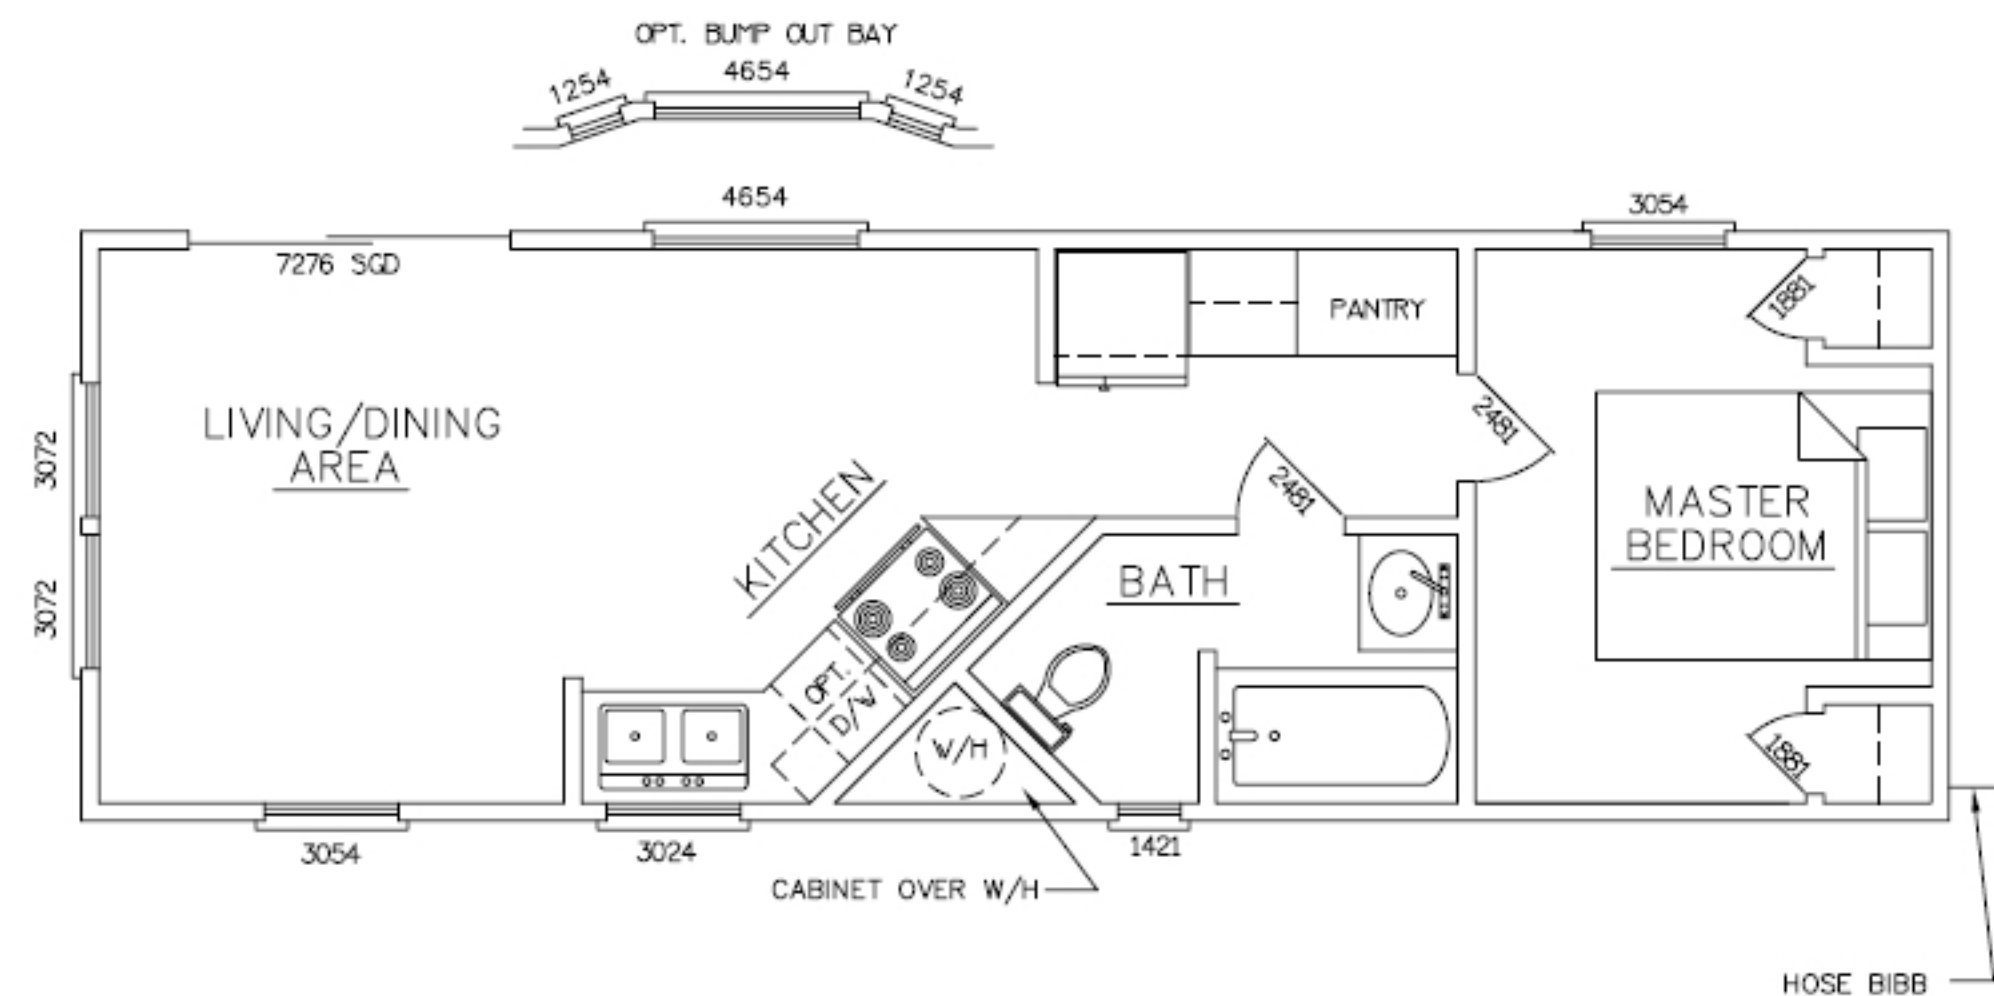 OPT. BUMP OUT BAY
1254
4654
1254
4654
3054
7276 SGD
1881
PANTRY
2481
3072
LIVING/DINING
AREA
2481
KITCHEN
MASTER
BEDROOM
BATH
3072
OPT.
D/W
W/H
1881
3054
3024
1421
CABINET OVER W/H
HOSE BIBB